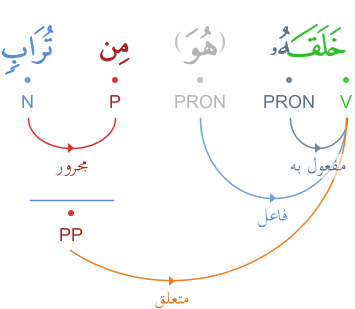 خَلَقَهُۥ (هُوَ) مِن تُرَابٍ
V PRON PRON P N
مفعول به مجرور
فاعل
PP
متعلق